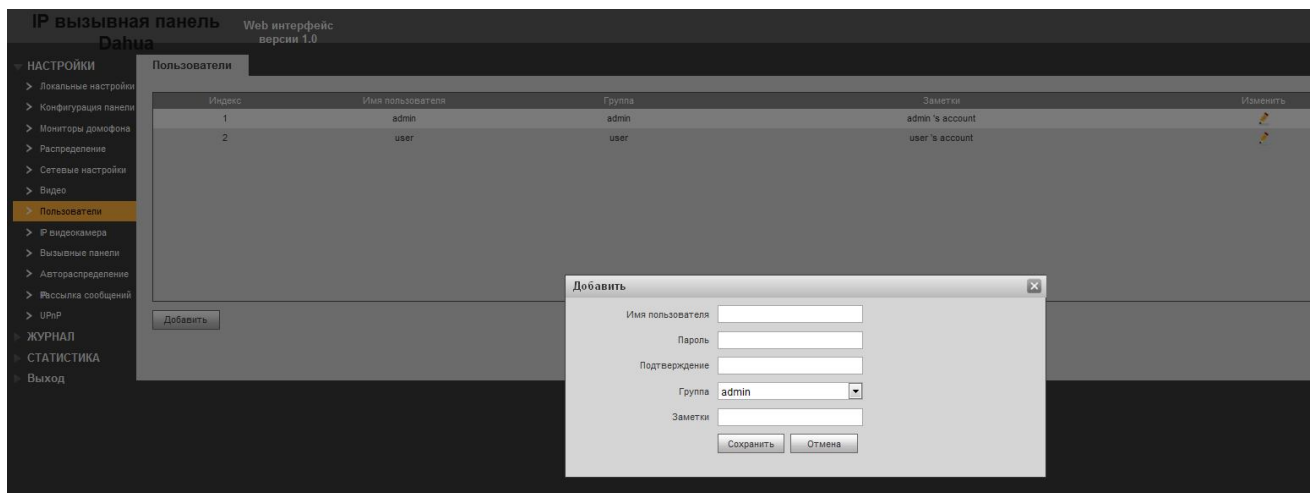 IP вызывная панель
Dahua
Web интерфейс
версии 1.0
НАСТРОЙКИ
Локальные настройки
Конфигурация панели
Мониторы домофона
Распределение
Сетевые настройки
Видео
Пользователи
IP видеокамера
Вызывные панели
Автораспределение
Рассылка сообщений
UPnP
ЖУРНАЛ
СТАТИСТИКА
Выход
Пользователи
Индекс Имя пользователя Группа Заметки Изменить
1 admin admin admin 's account
2 user user user 's account
Добавить
Добавить
Имя пользователя
Пароль
Подтверждение
Группа admin
Заметки
Сохранить Отмена